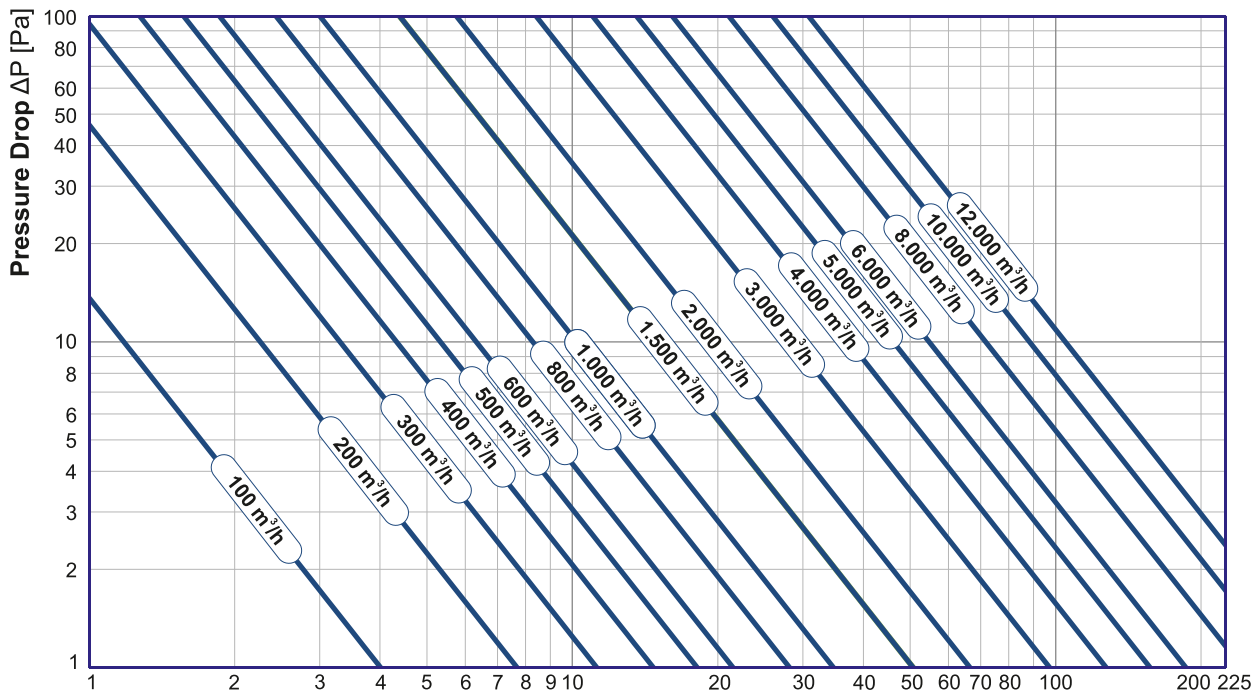 Pressure Drop ΔP [Pa]
100
80
60
50
40
30
20
10
8
6
5
4
3
2
1
100 m³/h
200 m³/h
300 m³/h
400 m³/h
500 m³/h
600 m³/h
800 m³/h
1.000 m³/h
1.500 m³/h
2.000 m³/h
3.000 m³/h
4.000 m³/h
5.000 m³/h
6.000 m³/h
8.000 m³/h
10.000 m³/h
12.000 m³/h
1 2 3 4 5 6 7 8 9 10 20 30 40 50 60 70 80 100 200 225